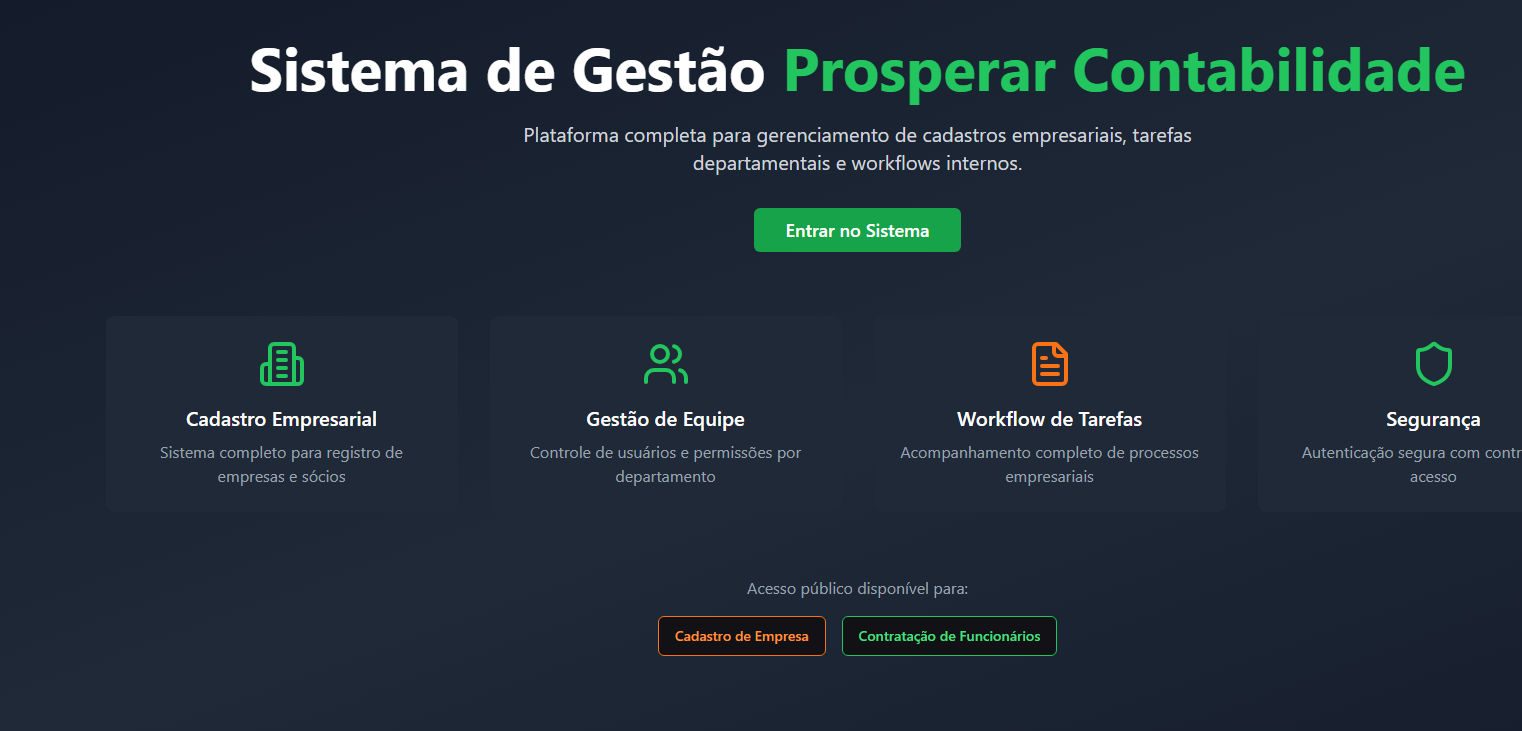 Sistema de Gestão Prosperar Contabilidade
Plataforma completa para gerenciamento de cadastros empresariais, tarefas
departamentais e workflows internos.
Entrar no Sistema
Cadastro Empresarial
Sistema completo para registro de
empresas e sócios
Gestão de Equipe
Controle de usuários e permissões por
departamento
Workflow de Tarefas
Acompanhamento completo de processos
empresariais
Segurança
Autenticação segura com
acesso
Acesso público disponível para:
Cadastro de Empresa
Contratação de Funcionários